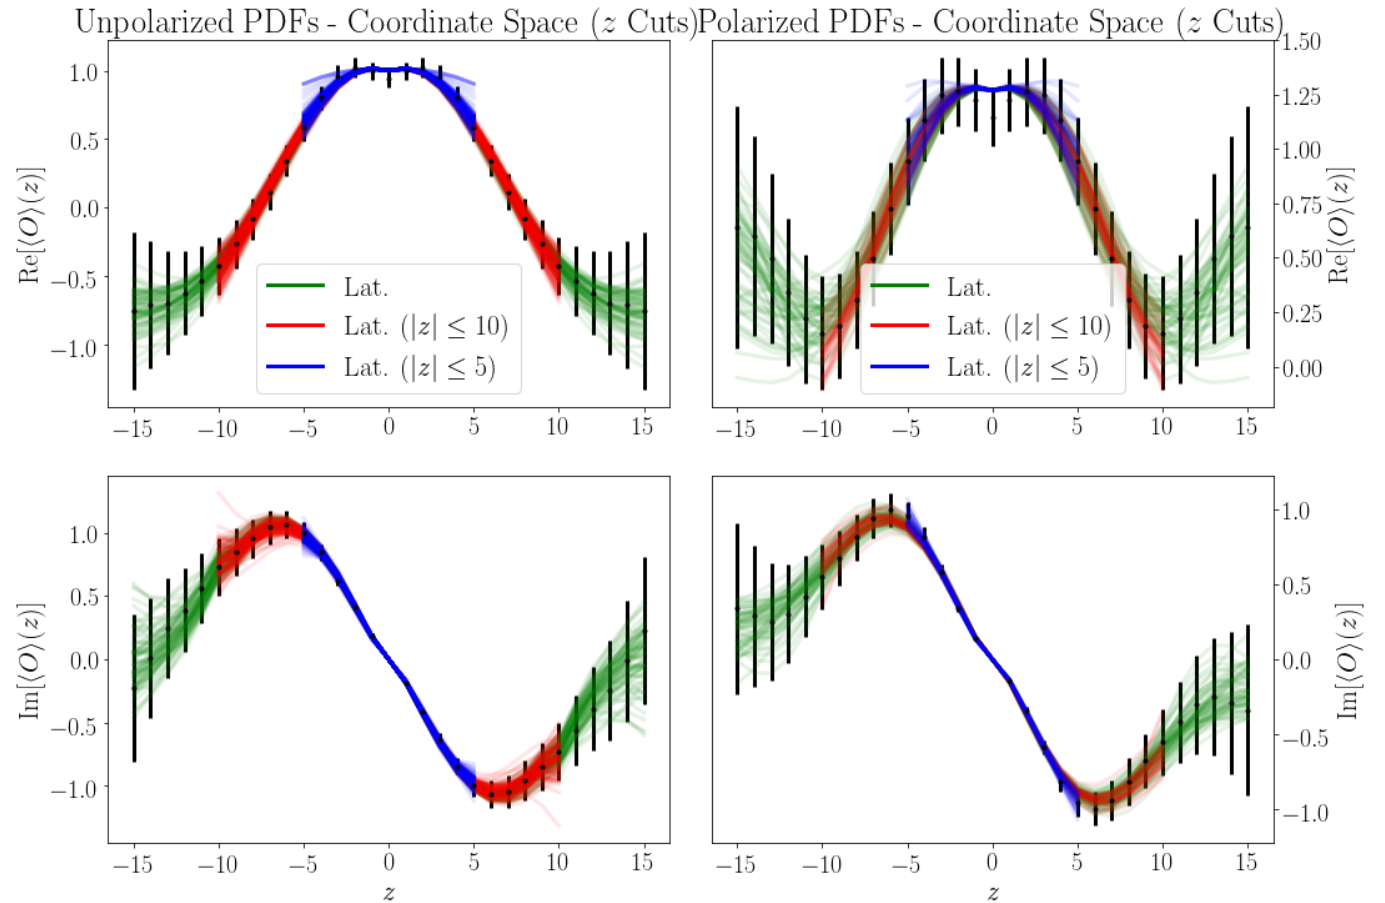 Unpolarized PDFs - Coordinate Space (z Cuts)
Polarized PDFs - Coordinate Space (z Cuts)
1.0
0.5
0.0
−0.5
−1.0
Re[⟨O⟩(z)]
Lat.
Lat. (|z| ≤ 10)
Lat. (|z| ≤ 5)
−15 −10 −5 0 5 10 15
1.50
1.25
1.00
0.75
0.50
0.25
0.00
Re[⟨O⟩(z)]
Lat.
Lat. (|z| ≤ 10)
Lat. (|z| ≤ 5)
−15 −10 −5 0 5 10 15
1.0
0.5
0.0
−0.5
−1.0
Im[⟨O⟩(z)]
−15 −10 −5 0 5 10 15
z
1.0
0.5
0.0
−0.5
−1.0
Im[⟨O⟩(z)]
−15 −10 −5 0 5 10 15
z